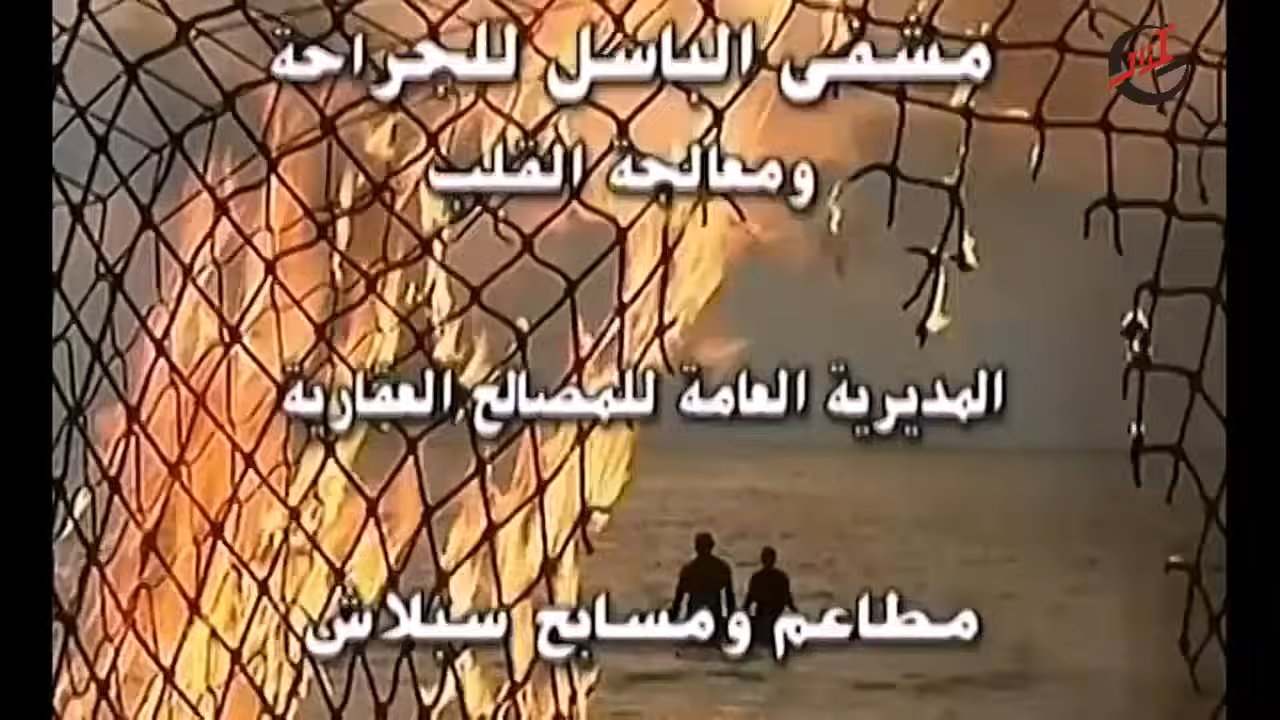 مشفى الباسل للجراحة
ومعالجة القلب
المديرية العامة للمصالح العقارية
مطاعم ومسابح سبلاش